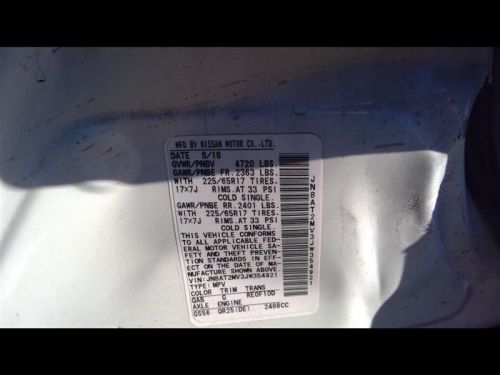 MFD BY NISSAN MOTOR CO.,LTD.
DATE 8/18
GVWR/PNBV 4720 LBS.
GAWR/PNBE FR. 2363 LBS.
WITH 225/65R17 TIRES,
17x7J RIMS, AT 33 PSI
COLD SINGLE.
GAWR/PNBE RR. 2401 LBS.
WITH 225/65R17 TIRES,
17x7J RIMS, AT 33 PSI
COLD SINGLE.
THIS VEHICLE CONFORMS
TO ALL APPLICABLE FED-
ERAL MOTOR VEHICLE SA-
FETY AND THEFT PREVEN-
TION STANDARDS IN EFF-
ECT ON THE DATE OF MA-
NUFACTURE SHOWN ABOVE.
VIN: JN8AT2MV3JW354921
TYPE: MPV
COLOR TRIM TRANS
QAB G RE0F10D
AXLE ENGINE
GS56 QR25(DE) 2488CC
JN8AT2MV3JW354921